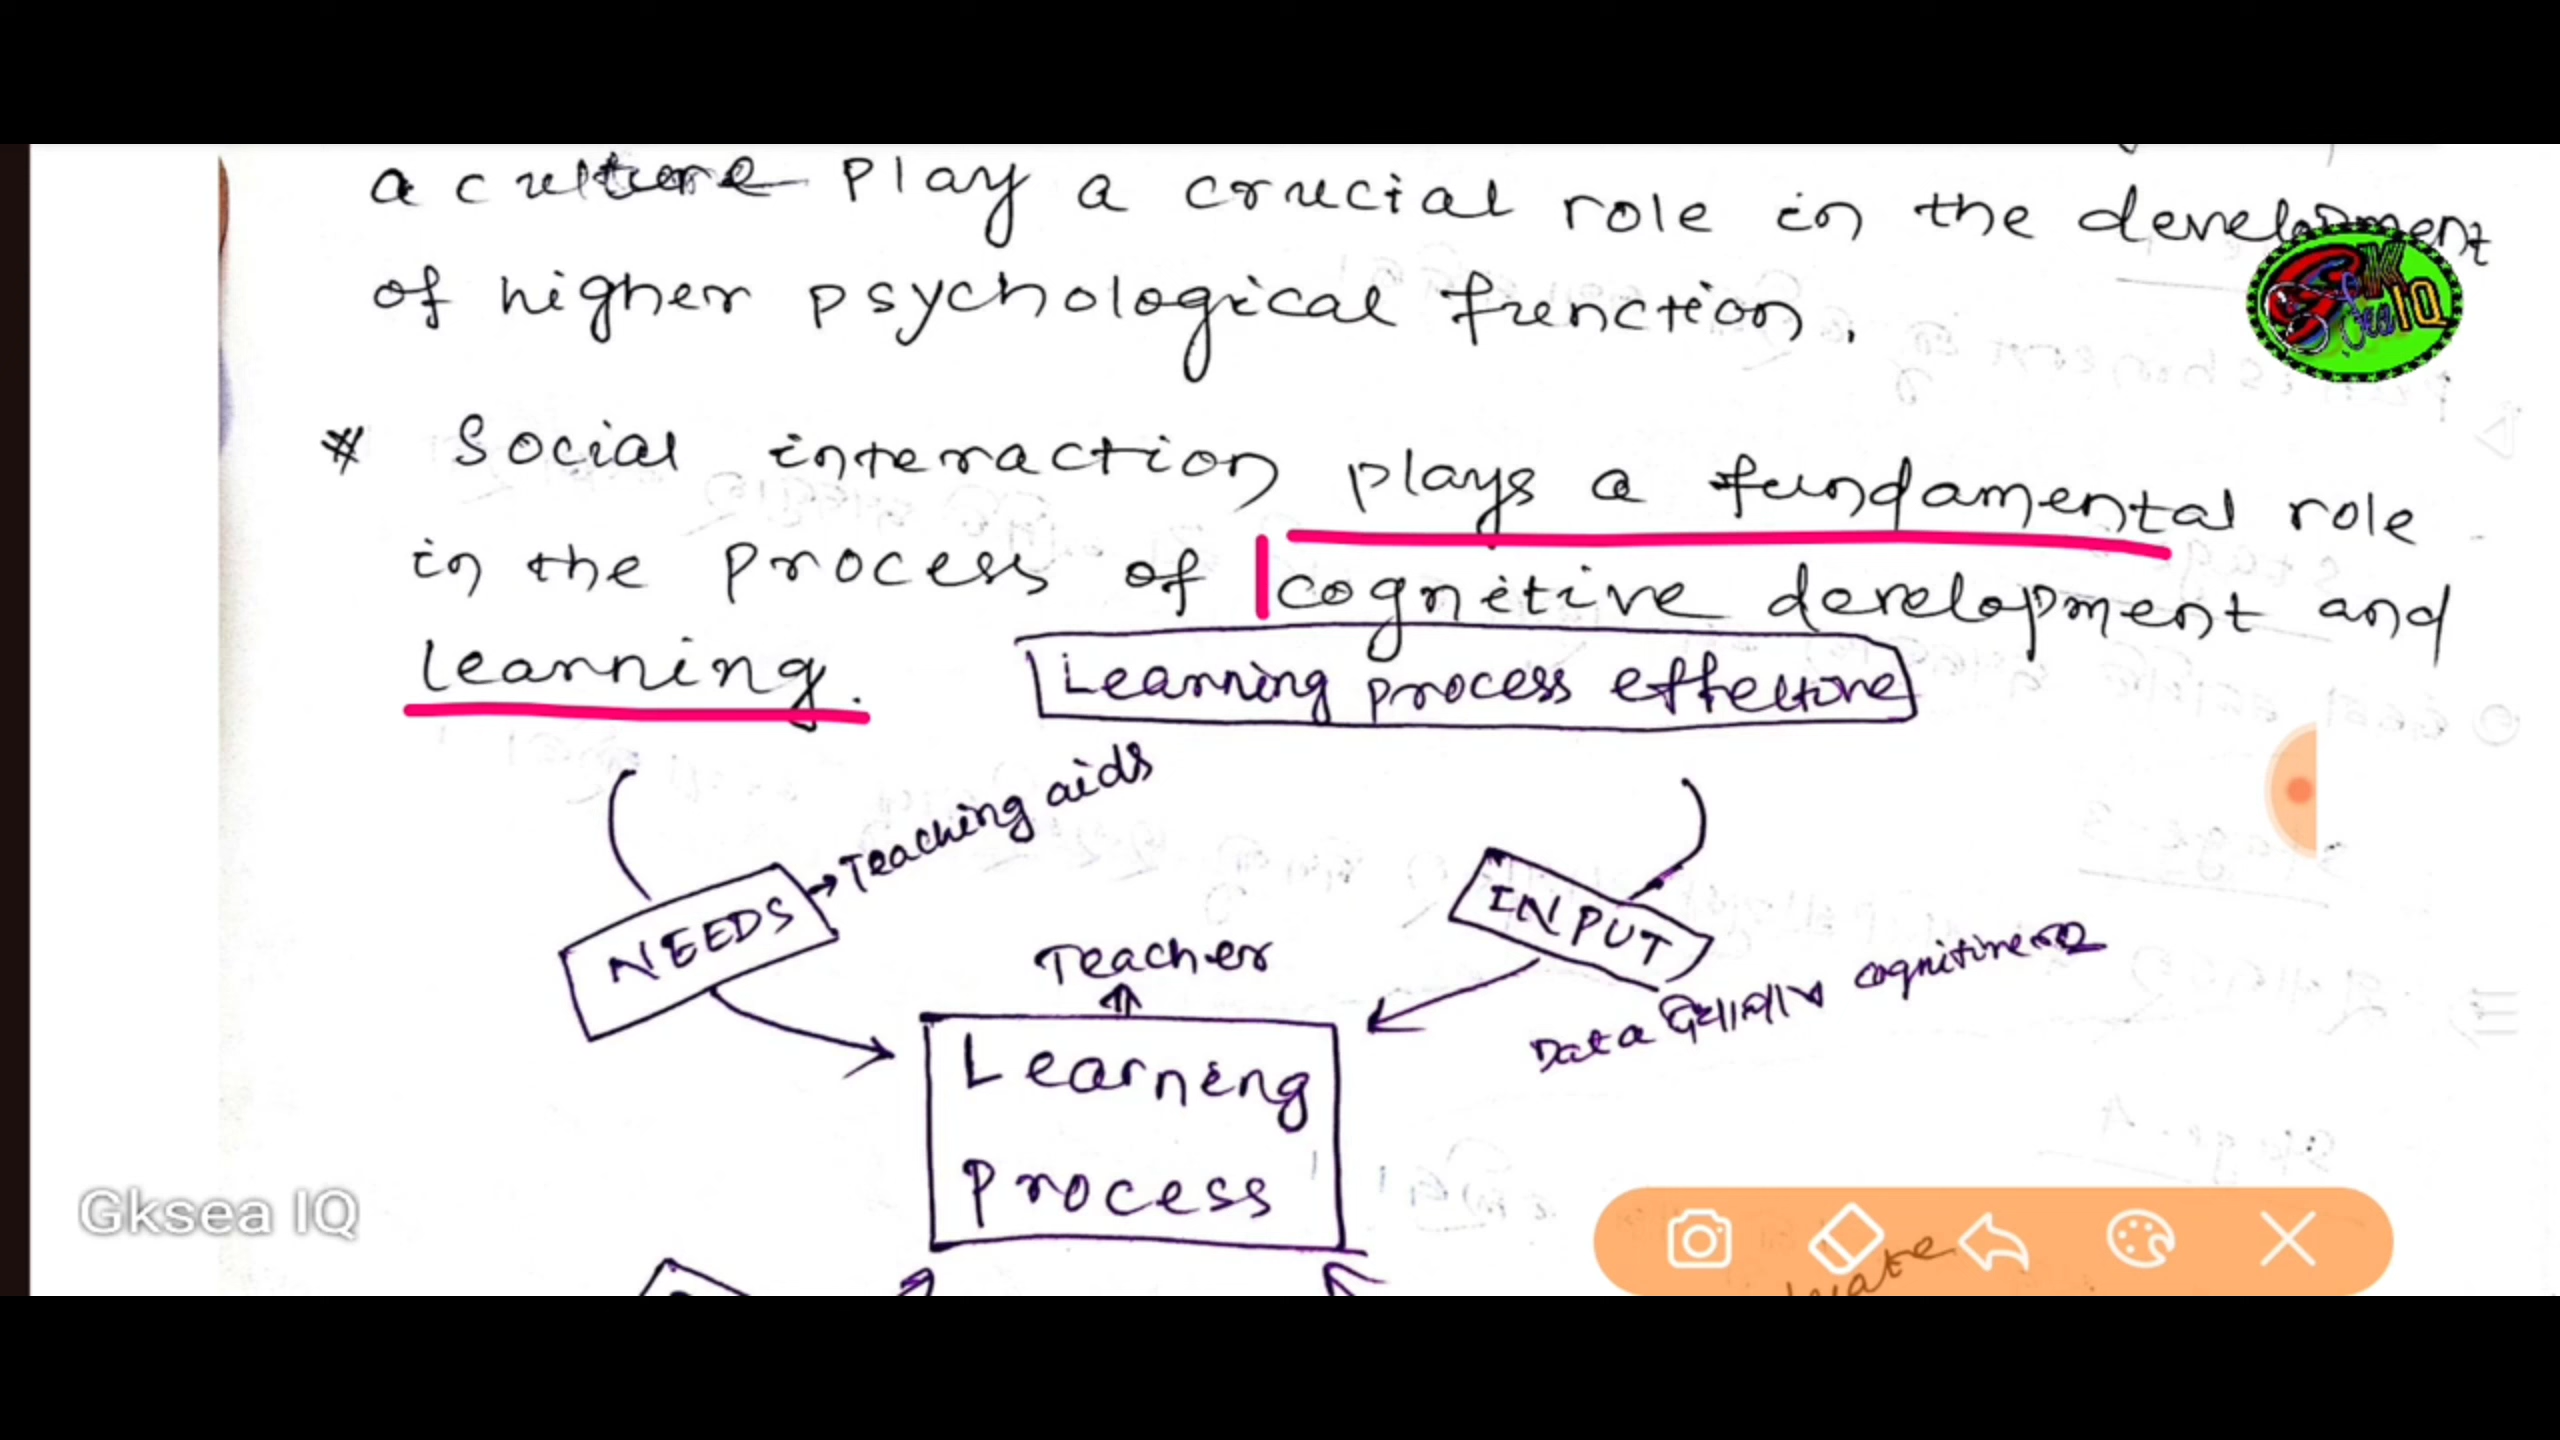 a culture play a crucial role in the development
of higher psychological function.
* Social interaction plays a fundamental role
in the process of cognitive development and
learning.
Learning process effective
NEEDS → Teaching aids
INPUT
Teacher
Data cognitive
Learning
Process
Gksea IQ